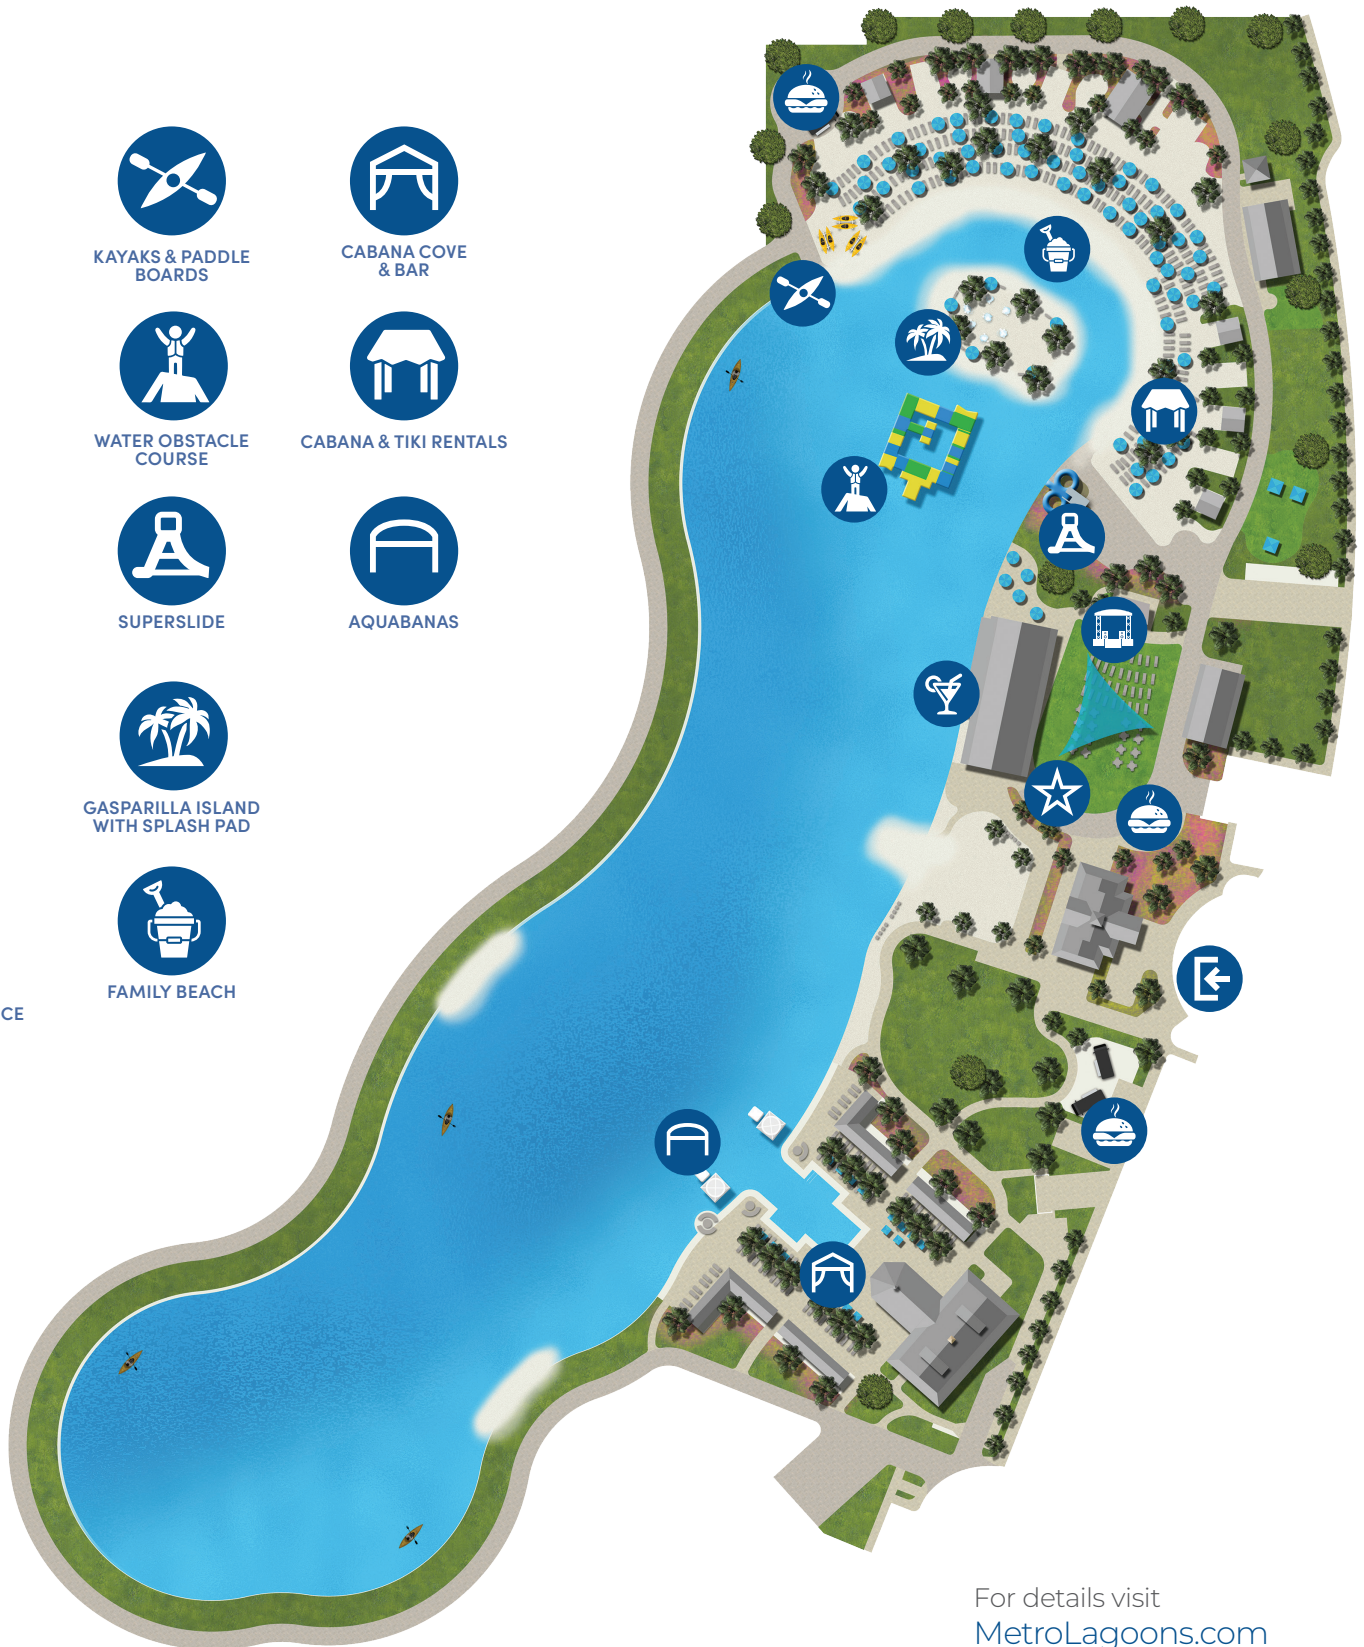 KAYAKS & PADDLE
BOARDS
CABANA COVE
& BAR
WATER OBSTACLE
COURSE
CABANA & TIKI RENTALS
SUPERSLIDE
AQUABANAS
GASPARILLA ISLAND
WITH SPLASH PAD
FAMILY BEACH
CE
For details visit
MetroLagoons.com